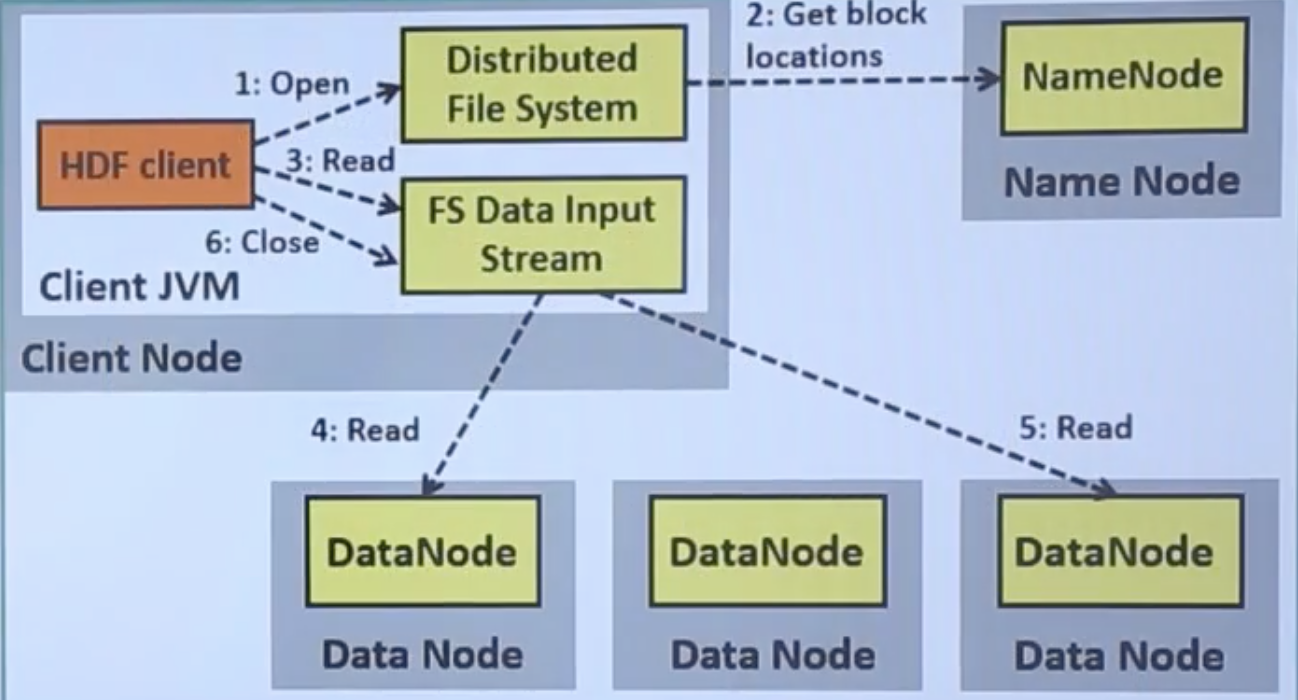 2: Get block
locations
Distributed
File System
NameNode
1: Open
HDF client
3: Read
Name Node
FS Data Input
Stream
6: Close
Client JVM
Client Node
4: Read
5: Read
DataNode
DataNode
DataNode
Data Node
Data Node
Data Node